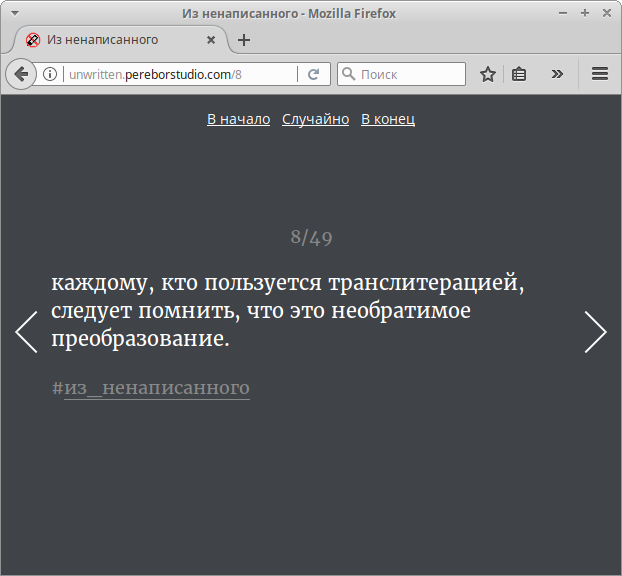 Из ненаписанного - Mozilla Firefox
Из ненаписанного
unwritten.pereborstudio.com/8
Поиск
В начало Случайно В конец
8/49
каждому, кто пользуется транслитерацией,
следует помнить, что это необратимое
преобразование.
#из_ненаписанного